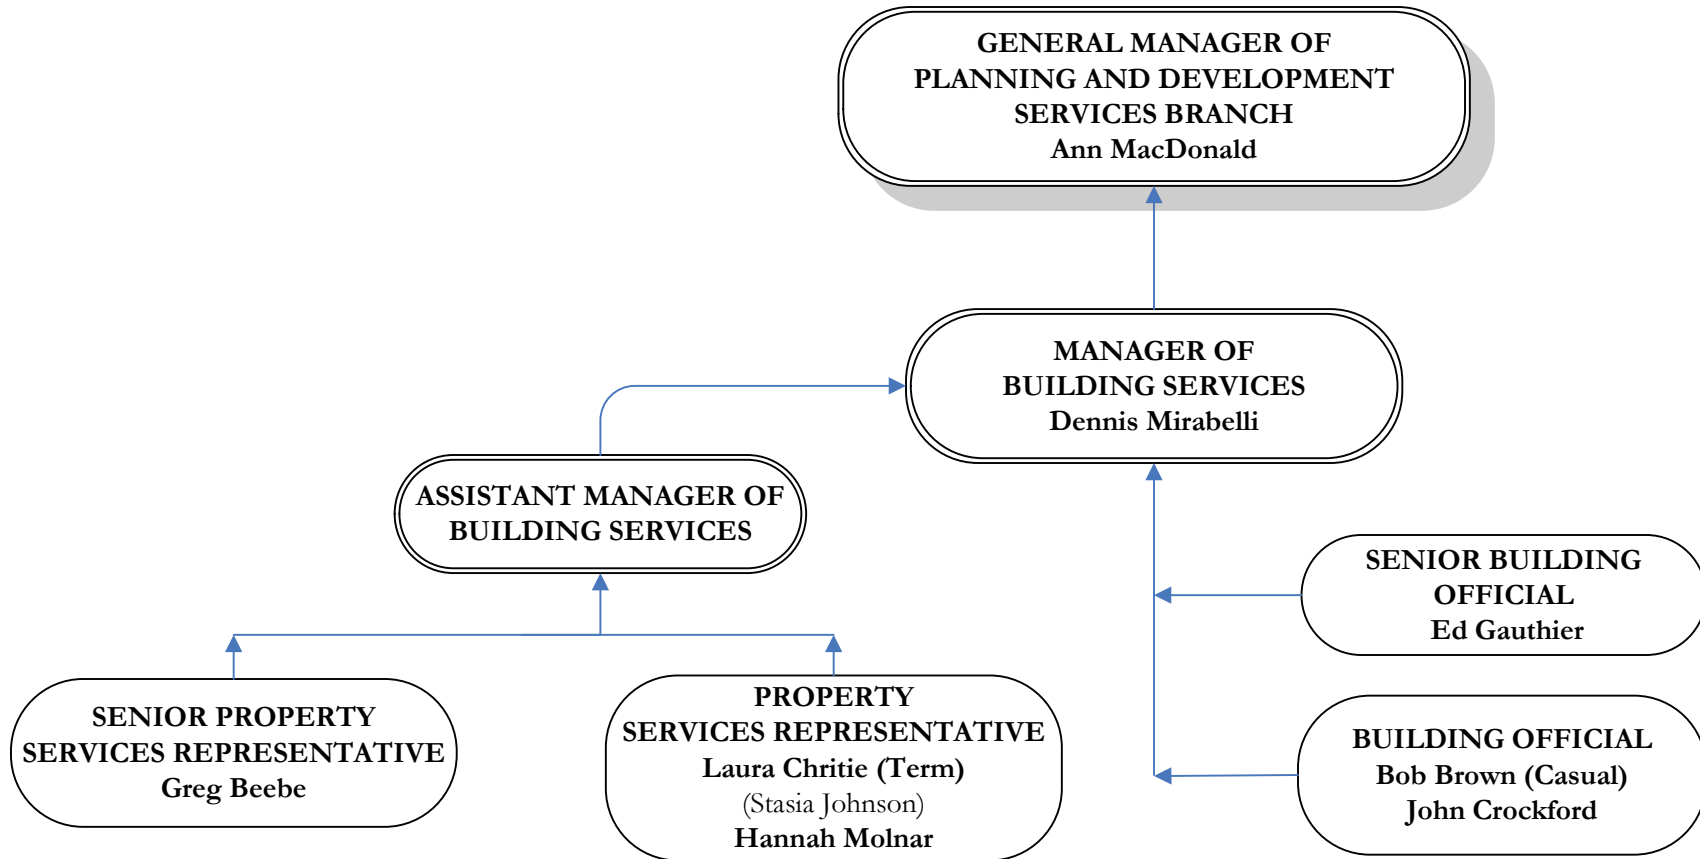 GENERAL MANAGER OF
PLANNING AND DEVELOPMENT
SERVICES BRANCH
Ann MacDonald
MANAGER OF
BUILDING SERVICES
Dennis Mirabelli
ASSISTANT MANAGER OF
BUILDING SERVICES
SENIOR BUILDING
OFFICIAL
Ed Gauthier
SENIOR PROPERTY
SERVICES REPRESENTATIVE
Greg Beebe
PROPERTY
SERVICES REPRESENTATIVE
Laura Chritie (Term)
(Stasia Johnson)
Hannah Molnar
BUILDING OFFICIAL
Bob Brown (Casual)
John Crockford